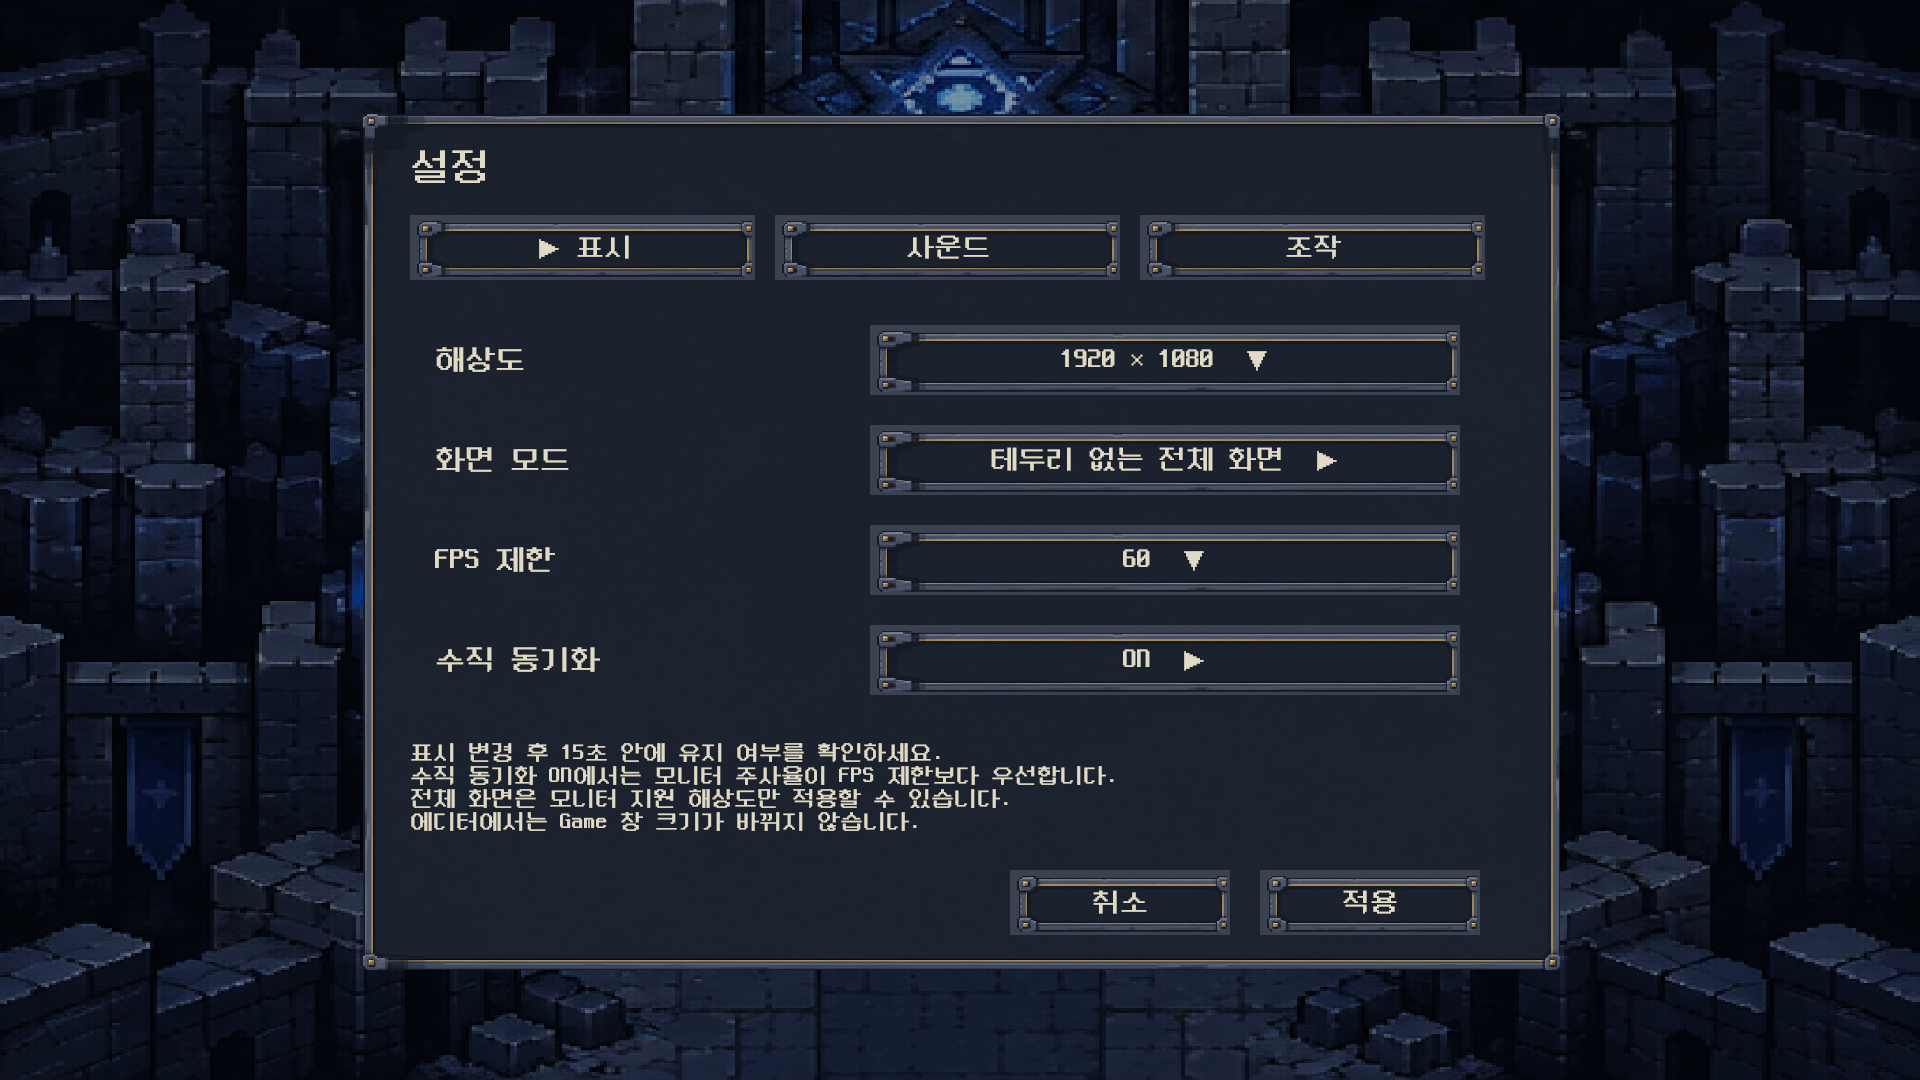 설정
▶ 표시
사운드
조작
해상도
1920 × 1080 ▼
화면 모드
테두리 없는 전체 화면 ▶
FPS 제한
60 ▼
수직 동기화
ON ▶
표시 변경 후 15초 안에 유지 여부를 확인하세요.
수직 동기화 ON에서는 모니터 주사율이 FPS 제한보다 우선합니다.
전체 화면은 모니터 지원 해상도만 적용할 수 있습니다.
에디터에서는 Game 창 크기가 바뀌지 않습니다.
취소
적용